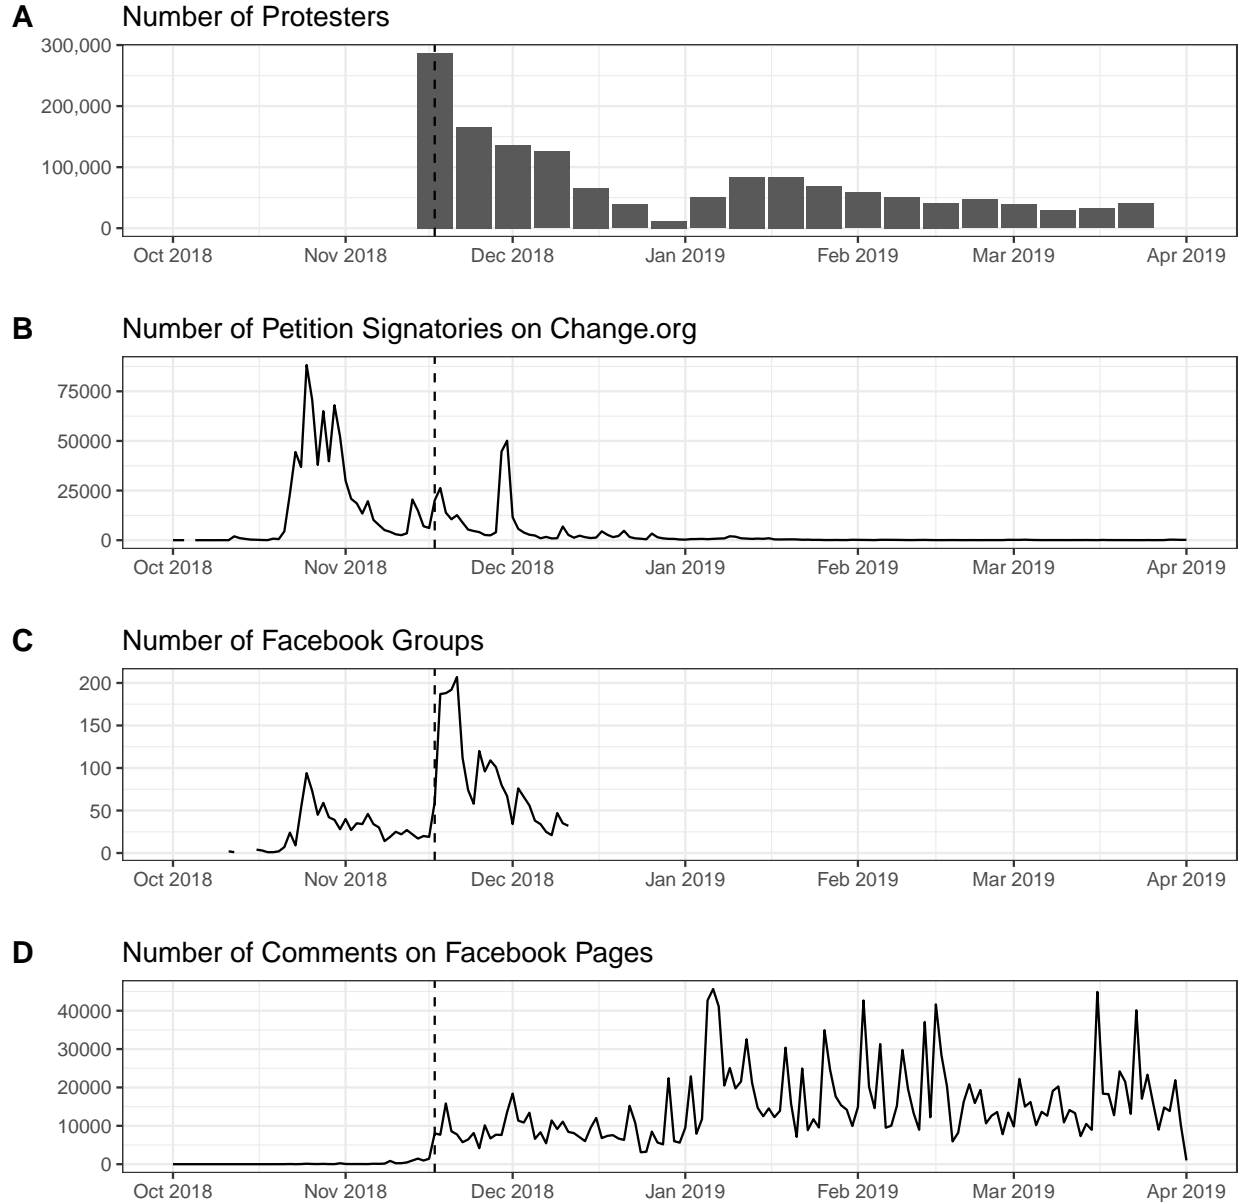 A Number of Protesters
300,000
200,000
100,000
0
Oct 2018 Nov 2018 Dec 2018 Jan 2019 Feb 2019 Mar 2019 Apr 2019
B Number of Petition Signatories on Change.org
75000
50000
25000
0
Oct 2018 Nov 2018 Dec 2018 Jan 2019 Feb 2019 Mar 2019 Apr 2019
C Number of Facebook Groups
200
150
100
50
0
Oct 2018 Nov 2018 Dec 2018 Jan 2019 Feb 2019 Mar 2019 Apr 2019
D Number of Comments on Facebook Pages
40000
30000
20000
10000
0
Oct 2018 Nov 2018 Dec 2018 Jan 2019 Feb 2019 Mar 2019 Apr 2019